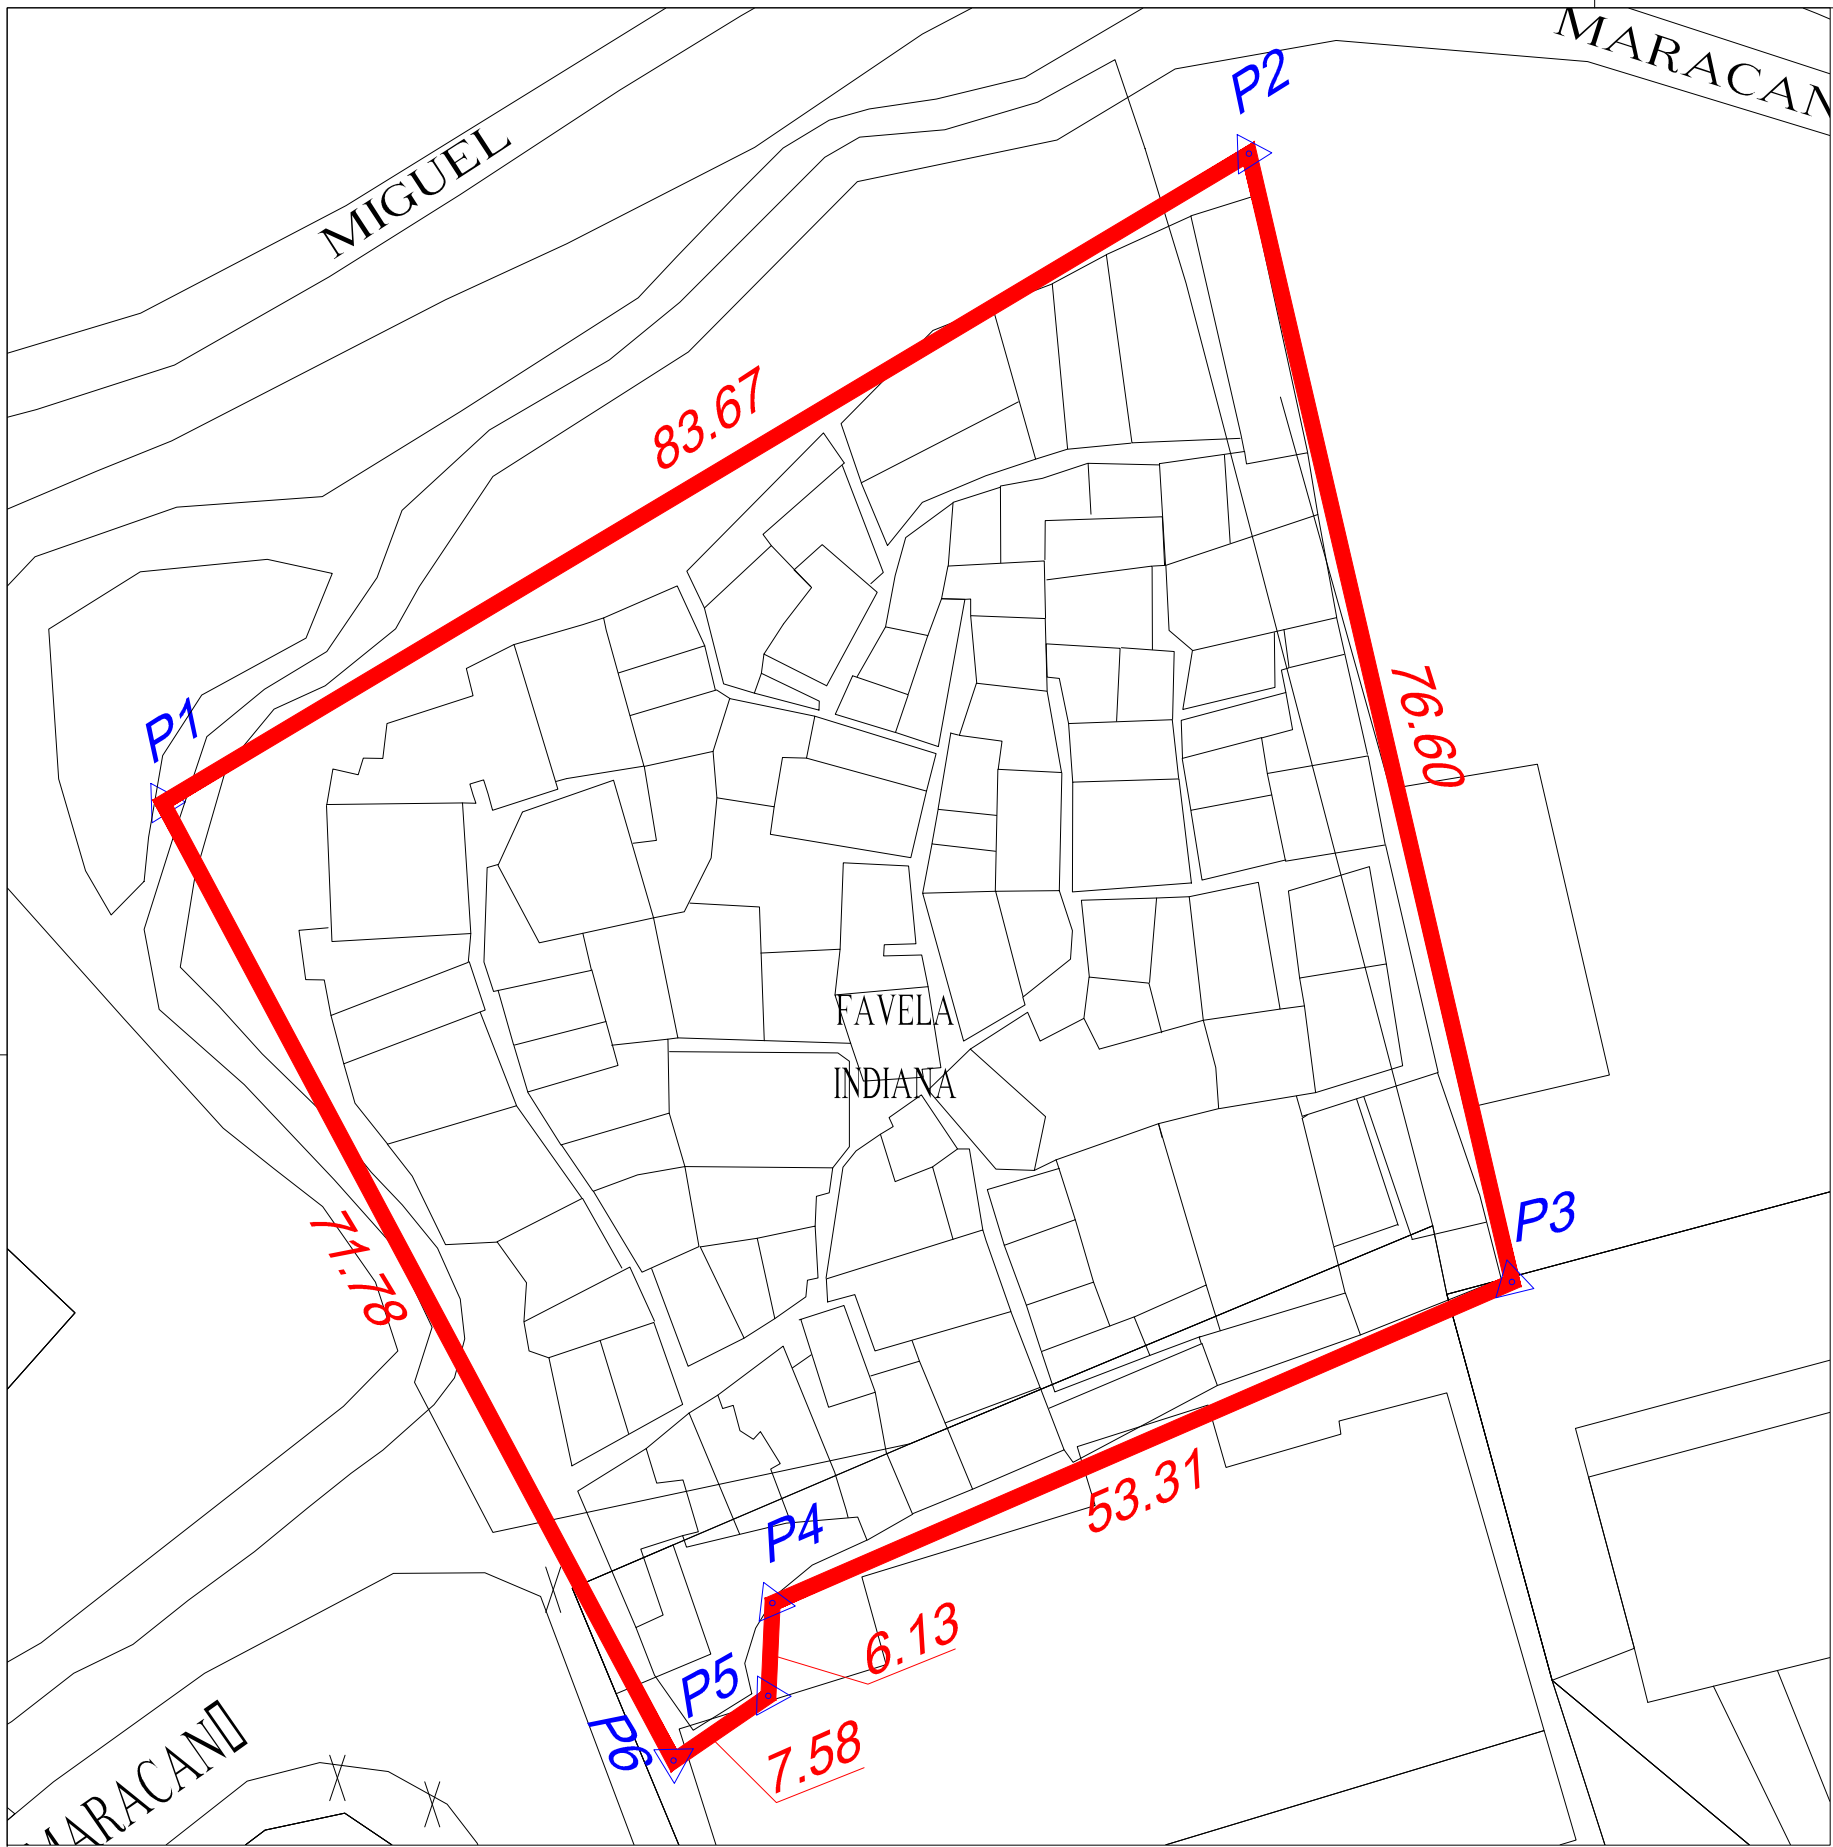 MARACAN
P2
MIGUEL
83.67
P1
76.60
FAVELA
INDIANA
P3
71.78
53.31
P4
6.13
P5
P6
7.58
MARACAN▯